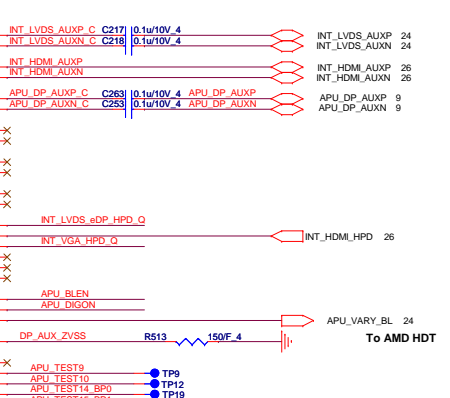 INT_LVDS_AUXP_C C217 0.1u/10V_4 INT_LVDS_AUXP 24
INT_LVDS_AUXN_C C218 0.1u/10V_4 INT_LVDS_AUXN 24
INT_HDMI_AUXP INT_HDMI_AUXP 26
INT_HDMI_AUXN INT_HDMI_AUXN 26
APU_DP_AUXP_C C263 0.1u/10V_4 APU_DP_AUXP APU_DP_AUXP 9
APU_DP_AUXN_C C253 0.1u/10V_4 APU_DP_AUXN APU_DP_AUXN 9
INT_LVDS_eDP_HPD_Q
INT_HDMI_HPD 26
INT_VGA_HPD_Q
APU_BLEN
APU_DIGON
APU_VARY_BL 24
DP_AUX_ZVSS R513 150/F_4 To AMD HDT
APU_TEST9 TP9
APU_TEST10 TP12
APU_TEST14_BP0 TP19